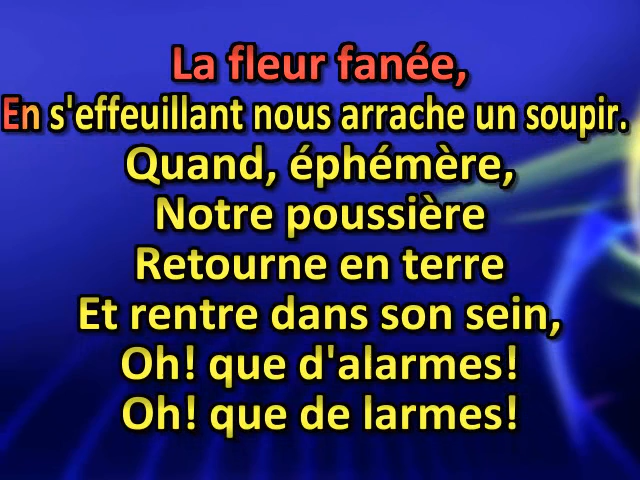 La fleur fanée,
En s'effeuillant nous arrache un soupir.
Quand, éphémère,
Notre poussière
Retourne en terre
Et rentre dans son sein,
Oh! que d'alarmes!
Oh! que de larmes!